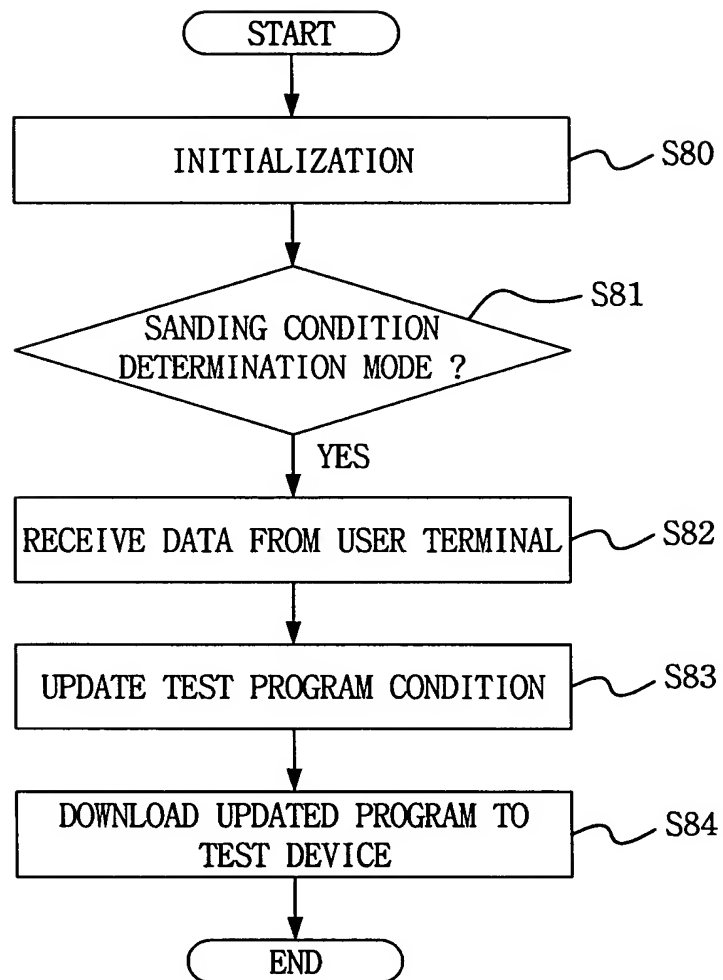 START
INITIALIZATION
S80
S81
SANDING CONDITION
DETERMINATION MODE ?
YES
RECEIVE DATA FROM USER TERMINAL
S82
UPDATE TEST PROGRAM CONDITION
S83
DOWNLOAD UPDATED PROGRAM TO
TEST DEVICE
S84
END